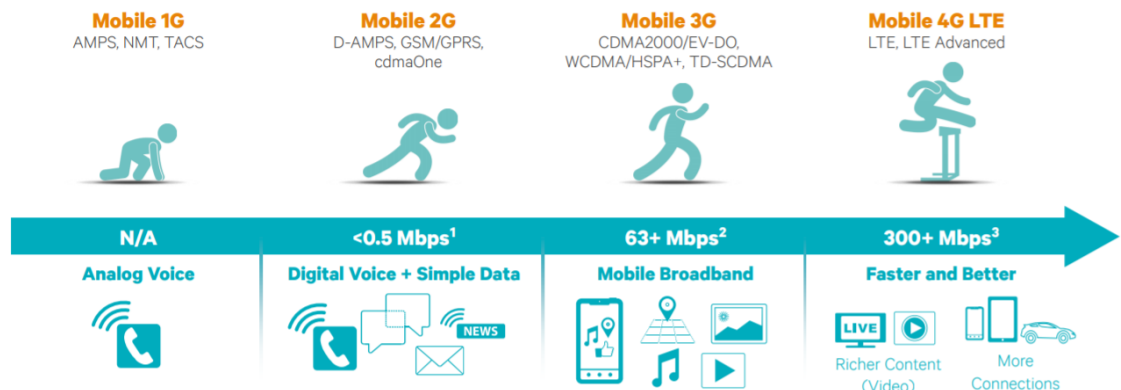 Mobile 1G
AMPS, NMT, TACS
Mobile 2G
D-AMPS, GSM/GPRS,
cdmaOne
Mobile 3G
CDMA2000/EV-DO,
WCDMA/HSPA+, TD-SCDMA
Mobile 4G LTE
LTE, LTE Advanced
N/A
<0.5 Mbps¹
63+ Mbps²
300+ Mbps³
Analog Voice
Digital Voice + Simple Data
NEWS
Mobile Broadband
Faster and Better
LIVE
Richer Content
(Video)
More
Connections